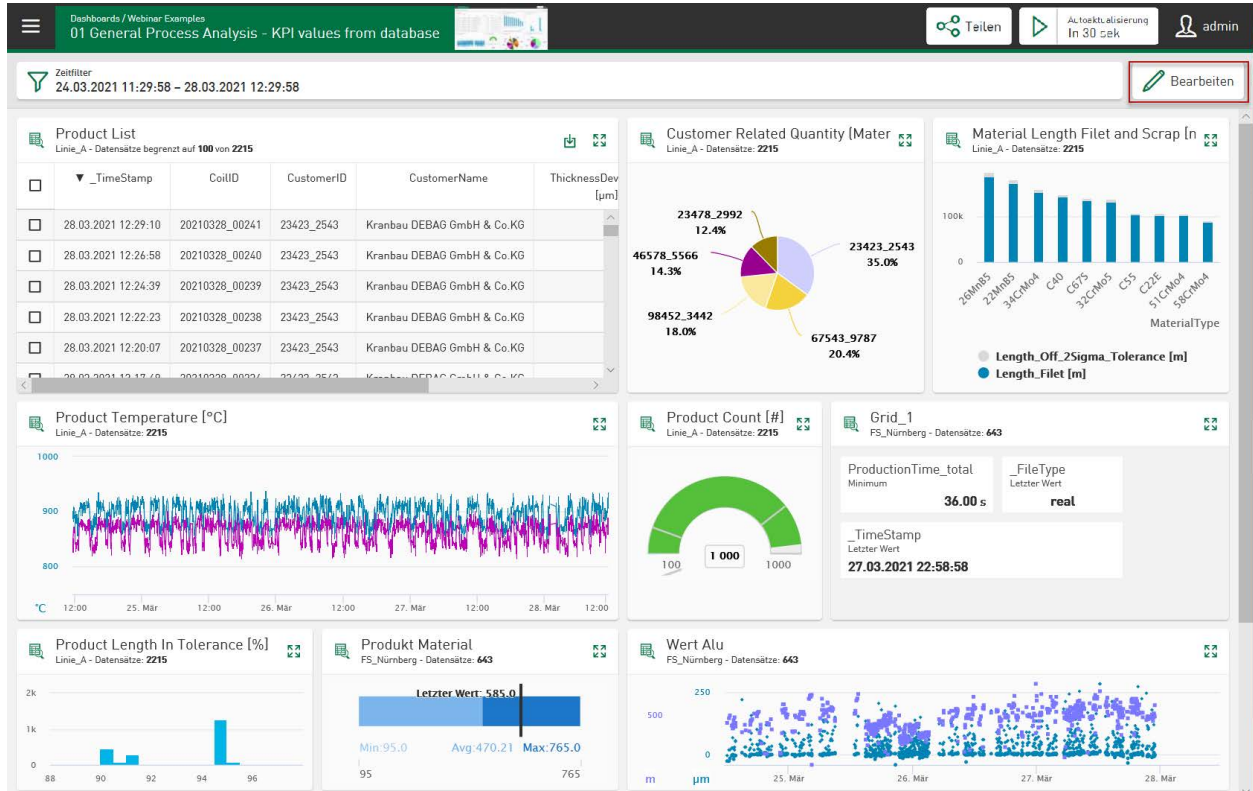 Dashboards / Webinar Examples
01 General Process Analysis - KPI values from database
Teilen
Autoaktualisierung
In 30 sek
admin
Zeitfilter
24.03.2021 11:29:58 – 28.03.2021 12:29:58
Bearbeiten
Product List
Linie_A - Datensätze begrenzt auf 100 von 2215
▼ _TimeStamp CoilID CustomerID CustomerName ThicknessDev
[µm]
28.03.2021 12:29:10 20210328_00241 23423_2543 Kranbau DEBAG GmbH & Co.KG
28.03.2021 12:26:58 20210328_00240 23423_2543 Kranbau DEBAG GmbH & Co.KG
28.03.2021 12:24:39 20210328_00239 23423_2543 Kranbau DEBAG GmbH & Co.KG
28.03.2021 12:22:23 20210328_00238 23423_2543 Kranbau DEBAG GmbH & Co.KG
28.03.2021 12:20:07 20210328_00237 23423_2543 Kranbau DEBAG GmbH & Co.KG
Customer Related Quantity (Mater
Linie_A - Datensätze: 2215
23478_2992
12.4%
23423_2543
35.0%
46578_5566
14.3%
98452_3442
18.0%
67543_9787
20.4%
Material Length Filet and Scrap [n
Linie_A - Datensätze: 2215
100k
0
26MnB5 22MnB5 34CrMo4 C40 C67S 32CrMo5 C55 C22E 51CrMo4 58CrMo4
MaterialType
Length_Off_2Sigma_Tolerance [m]
Length_Filet [m]
Product Temperature [°C]
Linie_A - Datensätze: 2215
1000
900
800
°C 12:00 25. Mär 12:00 26. Mär 12:00 27. Mär 12:00 28. Mär 12:00
Product Count [#]
Linie_A - Datensätze: 2215
1 000
100 1000
Grid_1
FS_Nürnberg - Datensätze: 643
ProductionTime_total
Minimum
36.00 s
_FileType
Letzter Wert
real
_TimeStamp
Letzter Wert
27.03.2021 22:58:58
Product Length In Tolerance [%]
Linie_A - Datensätze: 2215
2k
1k
0
88 90 92 94 96
Produkt Material
FS_Nürnberg - Datensätze: 643
Letzter Wert: 585.0
Min:95.0 Avg:470.21 Max:765.0
95 765
Wert Alu
FS_Nürnberg - Datensätze: 643
250
500
0
m µm 25. Mär 26. Mär 27. Mär 28. Mär